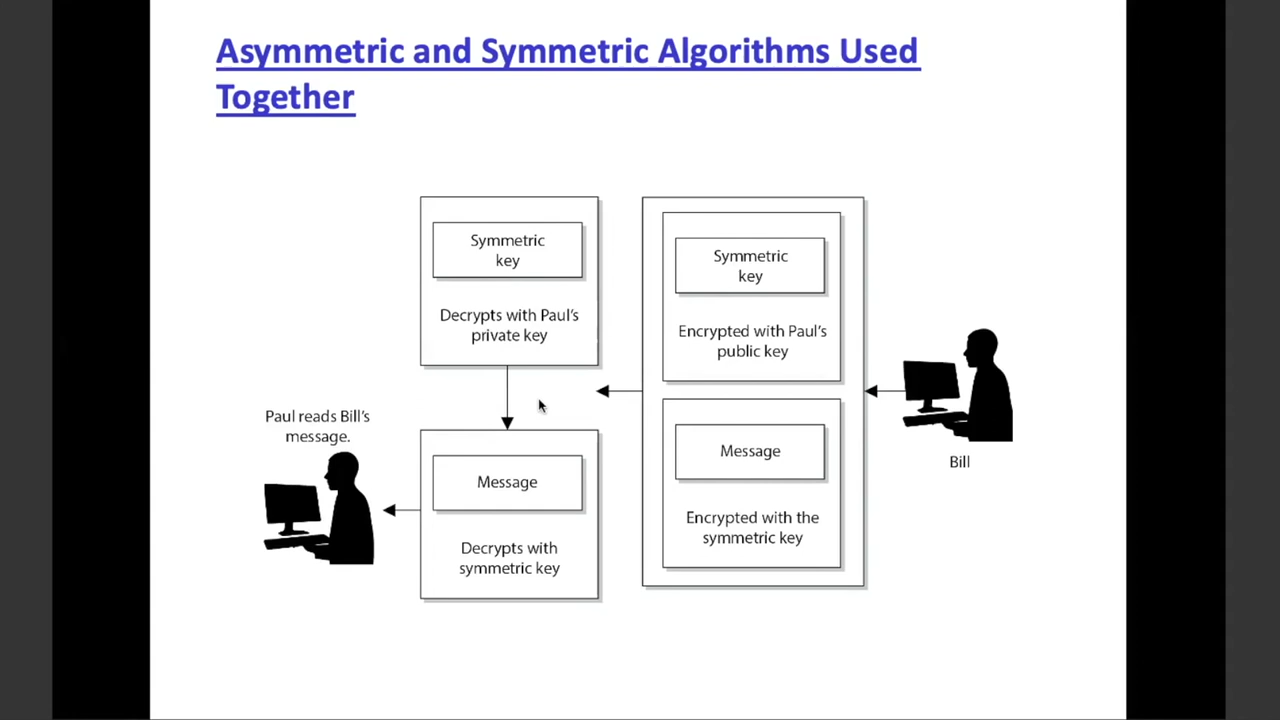 Asymmetric and Symmetric Algorithms Used
Together
Symmetric
key
Decrypts with Paul's
private key
Symmetric
key
Encrypted with Paul's
public key
Paul reads Bill's
message.
Message
Decrypts with
symmetric key
Message
Encrypted with the
symmetric key
Bill